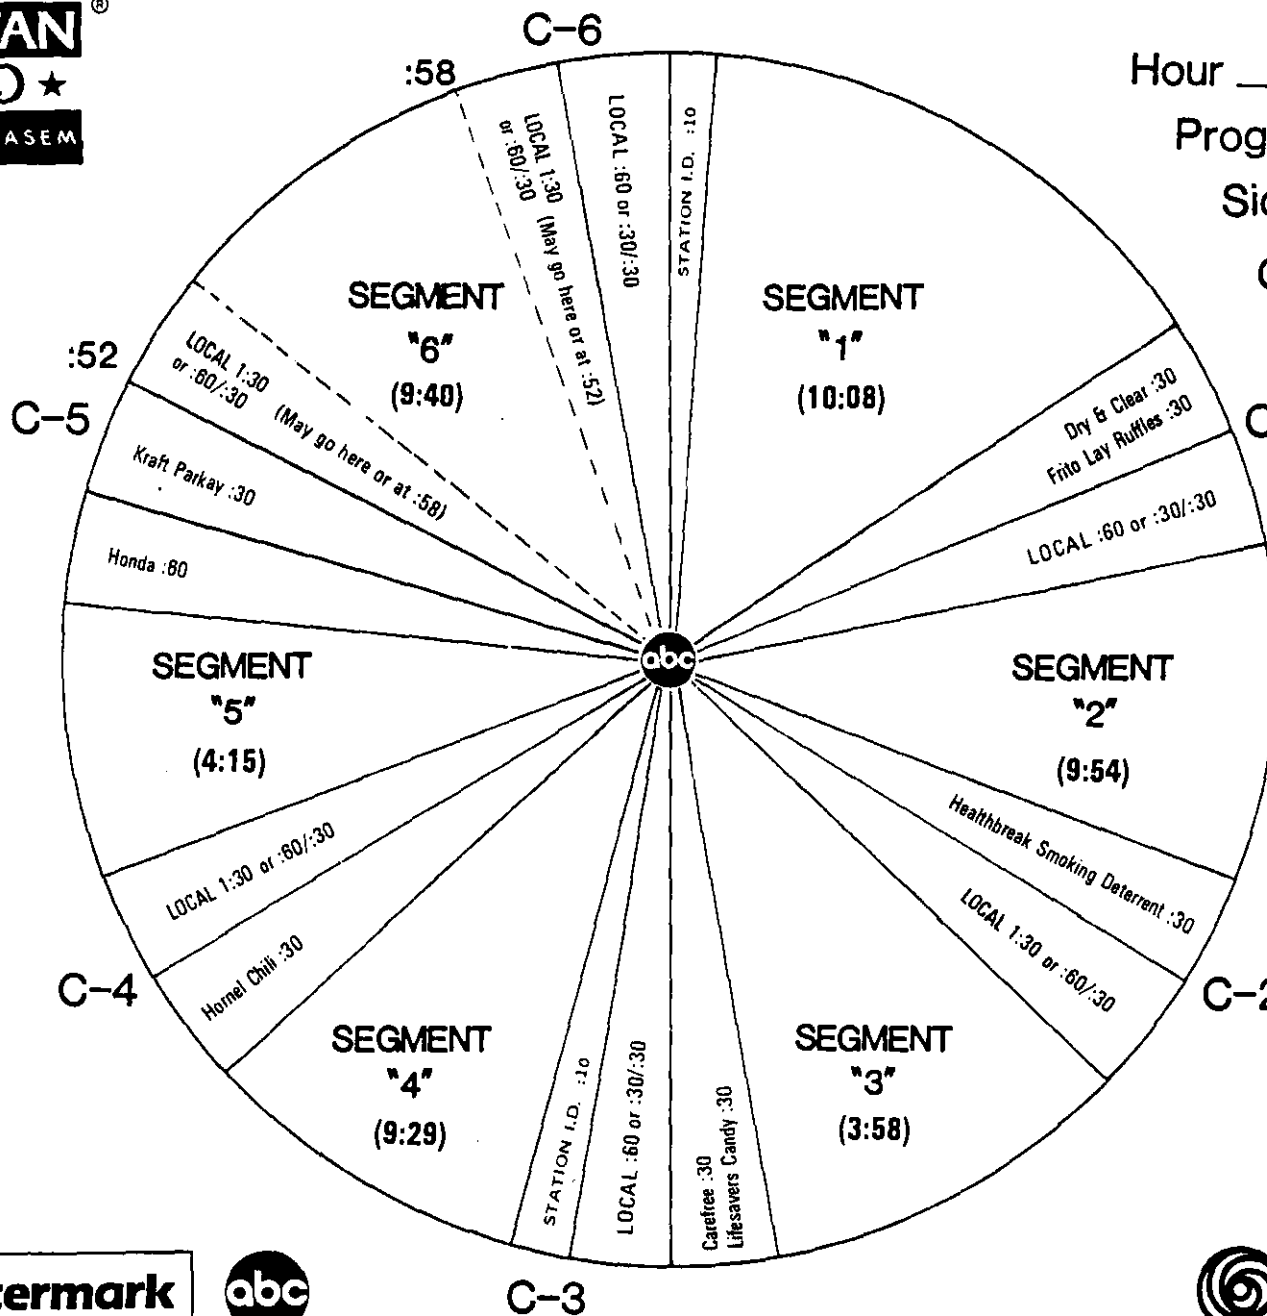 ®
ASEM
C-6
:58
Hour
LOCAL 1:30 (May go here or at :52)
or :60/:30
LOCAL :60 or :30/:30
STATION I.D. :10
SEGMENT
"1"
(10:08)
Dry & Clear :30
Frito Lay Ruffles :30
LOCAL :60 or :30/:30
SEGMENT
"2"
(9:54)
Healthbreak Smoking Deterrent :30
LOCAL 1:30 or :60/:30
C-2
SEGMENT
"3"
(3:58)
Carefree :30
Lifesavers Candy :30
LOCAL :60 or :30/:30
STATION I.D. :10
C-3
SEGMENT
"4"
(9:29)
Hormel Chili :30
C-4
LOCAL 1:30 or :60/:30
SEGMENT
"5"
(4:15)
Honda :60
Kraft Parkay :30
C-5
:52
LOCAL 1:30 (May go here or at :58)
or :60/:30
SEGMENT
"6"
(9:40)
abc
termark
abc